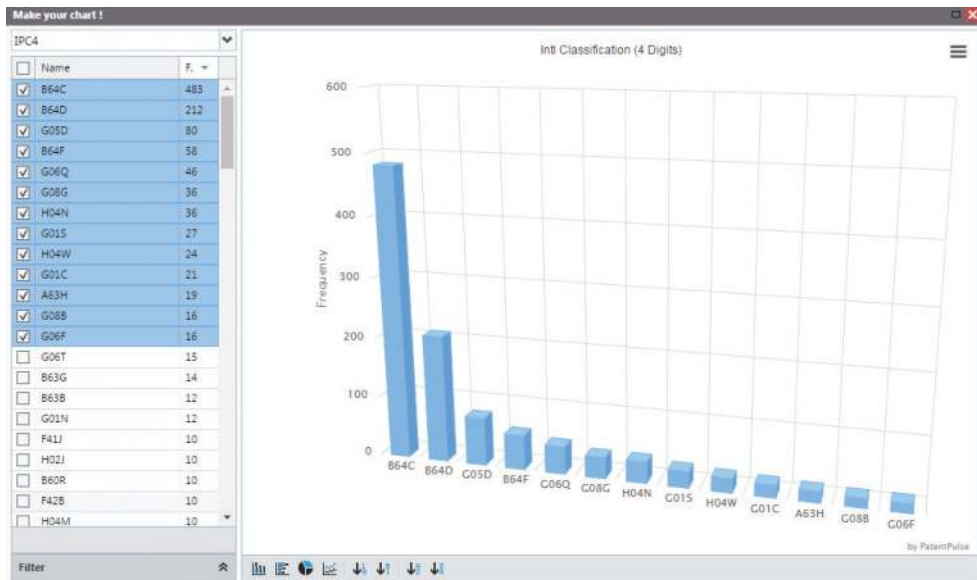 Make your chart !
IPC4
Name F.
B64C 483
B64D 212
G05D 80
B64F 58
G06Q 46
G08G 36
H04N 36
G01S 27
H04W 24
G01C 21
A63H 19
G08B 16
G06F 16
G06T 15
B63G 14
B63B 12
G01N 12
F41J 10
H02J 10
B60R 10
F42B 10
H04M 10
Filter
Intl Classification (4 Digits)
Frequency
600
500
400
300
200
100
0
B64C B64D G05D B64F G06Q G08G H04N G01S H04W G01C A63H G08B G06F
by PatentPulse